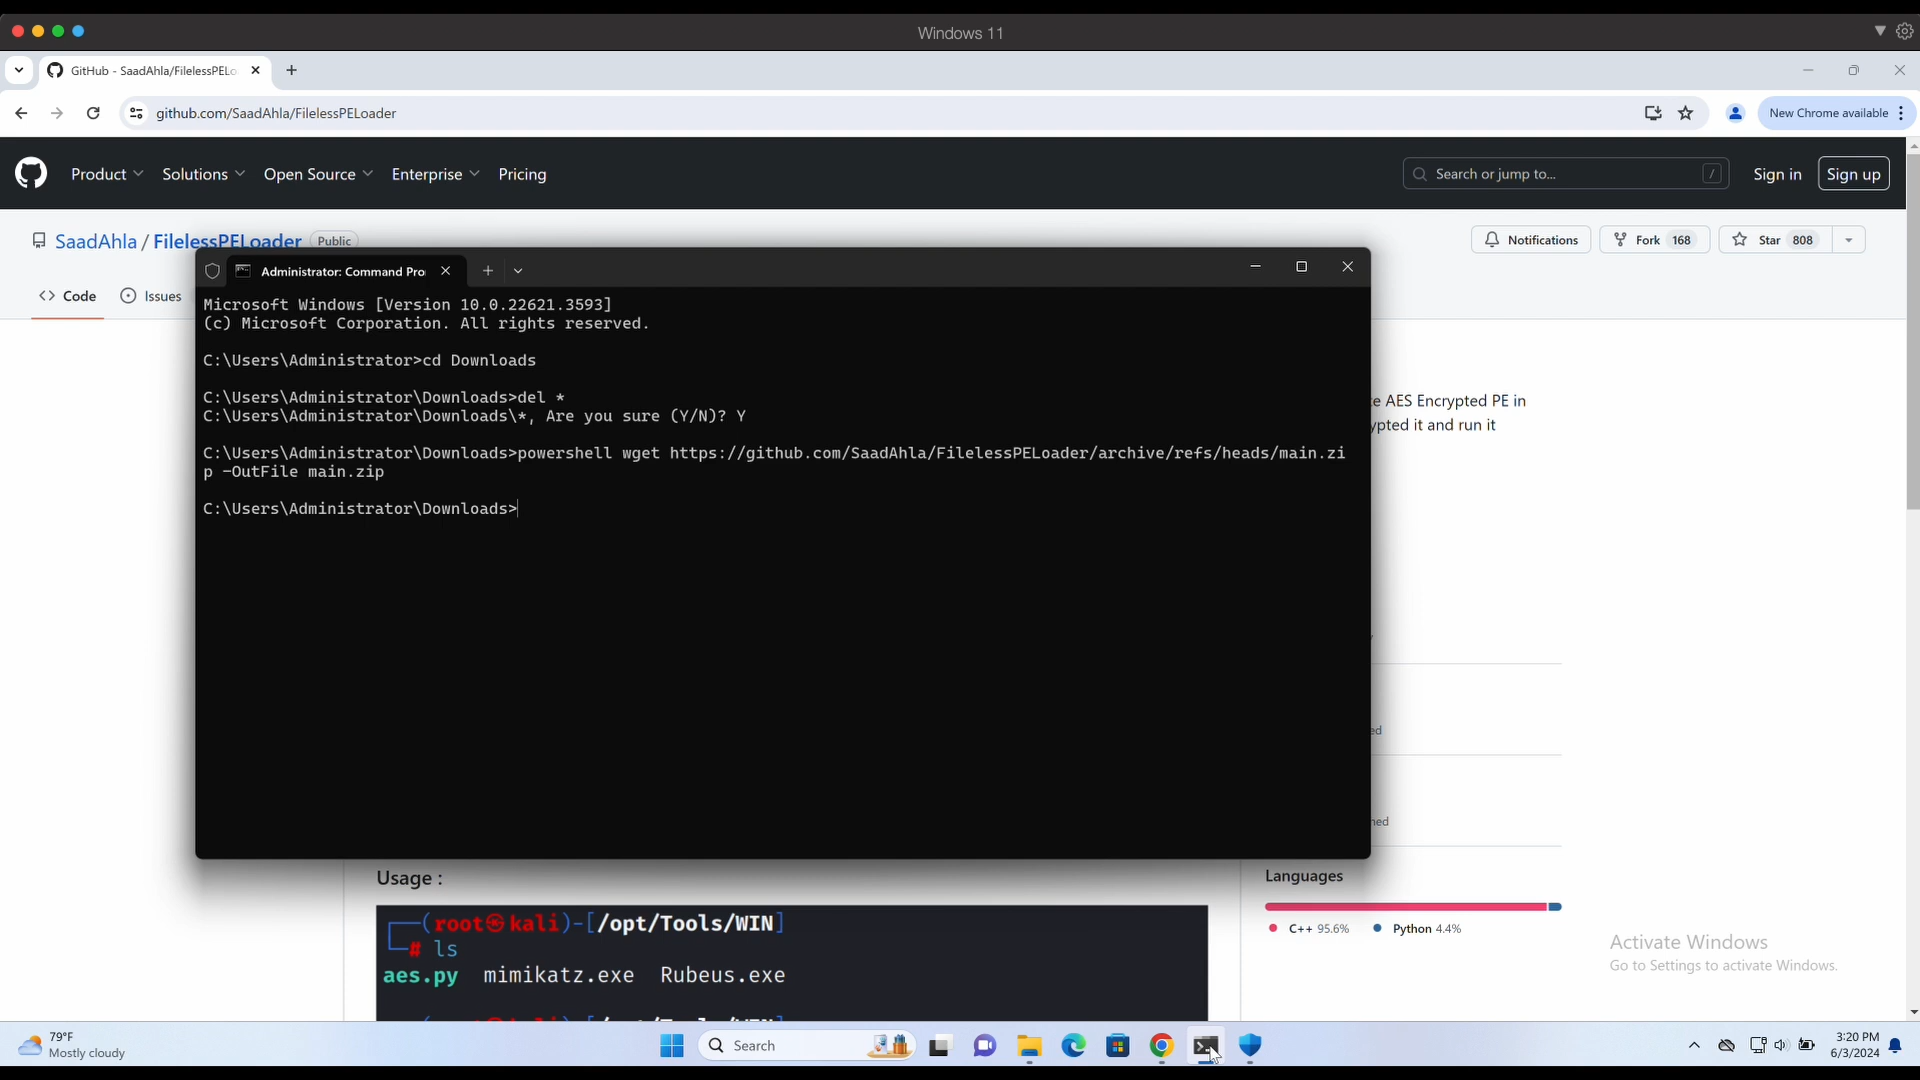 Windows 11
GitHub - SaadAhla/FilelessPELo
github.com/SaadAhla/FilelessPELoader
New Chrome available
Product
Solutions
Open Source
Enterprise
Pricing
Search or jump to...
/
Sign in
Sign up
SaadAhla / FilelessPELoader
Public
Notifications
Fork 168
Star 808
Code
Issues
Administrator: Command Pro
Microsoft Windows [Version 10.0.22621.3593]
(c) Microsoft Corporation. All rights reserved.
C:\Users\Administrator>cd Downloads
C:\Users\Administrator\Downloads>del *
C:\Users\Administrator\Downloads\*, Are you sure (Y/N)? Y
C:\Users\Administrator\Downloads>powershell wget https://github.com/SaadAhla/FilelessPELoader/archive/refs/heads/main.zi
p -OutFile main.zip
C:\Users\Administrator\Downloads>
AES Encrypted PE in
ypted it and run it
ed
hed
Usage :
(root㉿kali)-[/opt/Tools/WIN]
# ls
aes.py mimikatz.exe Rubeus.exe
Languages
C++ 95.6%
Python 4.4%
Activate Windows
Go to Settings to activate Windows.
79°F
Mostly cloudy
Search
3:20 PM
6/3/2024